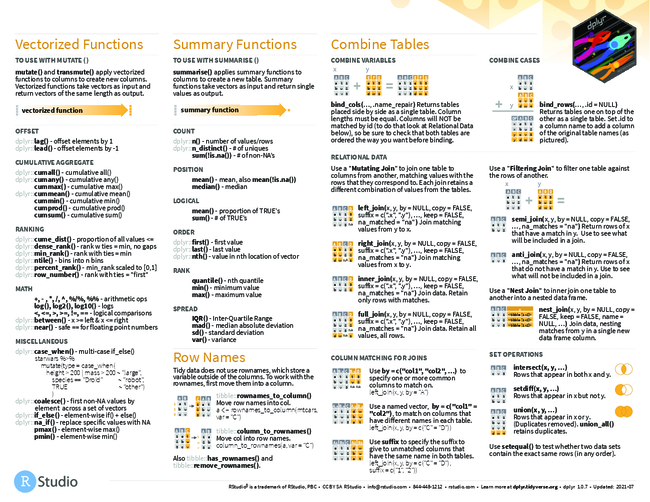 dplyr
Vectorized Functions
TO USE WITH MUTATE ()
mutate() and transmute() apply vectorized
functions to columns to create new columns.
Vectorized functions take vectors as input and
return vectors of the same length as output.
vectorized function
OFFSET
dplyr::lag() - offset elements by 1
dplyr::lead() - offset elements by -1
CUMULATIVE AGGREGATE
dplyr::cumall() - cumulative all()
dplyr::cumany() - cumulative any()
cummax() - cumulative max()
dplyr::cummean() - cumulative mean()
cummin() - cumulative min()
cumprod() - cumulative prod()
cumsum() - cumulative sum()
RANKING
dplyr::cume_dist() - proportion of all values <=
dplyr::dense_rank() - rank w ties = min, no gaps
dplyr::min_rank() - rank with ties = min
dplyr::ntile() - bins into n bins
dplyr::percent_rank() - min_rank scaled to [0,1]
dplyr::row_number() - rank with ties = "first"
MATH
+, -, *, /, ^, %/%, %% - arithmetic ops
log(), log2(), log10() - logs
<, <=, >, >=, !=, == - logical comparisons
dplyr::between() - x >= left & x <= right
dplyr::near() - safe == for floating point numbers
MISCELLANEOUS
dplyr::case_when() - multi-case if_else()
starwars %>%
mutate(type = case_when(
height > 200 | mass > 200 ~ "large",
species == "Droid" ~ "robot",
TRUE ~ "other")
)
dplyr::coalesce() - first non-NA values by
element across a set of vectors
dplyr::if_else() - element-wise if() + else()
dplyr::na_if() - replace specific values with NA
pmax() - element-wise max()
pmin() - element-wise min()
Summary Functions
TO USE WITH SUMMARISE ()
summarise() applies summary functions to
columns to create a new table. Summary
functions take vectors as input and return single
values as output.
summary function
COUNT
dplyr::n() - number of values/rows
dplyr::n_distinct() - # of uniques
sum(!is.na()) - # of non-NA's
POSITION
mean() - mean, also mean(!is.na())
median() - median
LOGICAL
mean() - proportion of TRUE's
sum() - # of TRUE's
ORDER
dplyr::first() - first value
dplyr::last() - last value
dplyr::nth() - value in nth location of vector
RANK
quantile() - nth quantile
min() - minimum value
max() - maximum value
SPREAD
IQR() - Inter-Quartile Range
mad() - median absolute deviation
sd() - standard deviation
var() - variance
Row Names
Tidy data does not use rownames, which store a
variable outside of the columns. To work with the
rownames, first move them into a column.
tibble::rownames_to_column()
Move row names into col.
a <- rownames_to_column(mtcars,
var = "C")
tibble::column_to_rownames()
Move col into row names.
column_to_rownames(a, var = "C")
Also tibble::has_rownames() and
tibble::remove_rownames().
Combine Tables
COMBINE VARIABLES
x y
+ =
bind_cols(..., .name_repair) Returns tables
placed side by side as a single table. Column
lengths must be equal. Columns will NOT be
matched by id (to do that look at Relational Data
below), so be sure to check that both tables are
ordered the way you want before binding.
COMBINE CASES
x
+ y
bind_rows(..., .id = NULL)
Returns tables one on top of the
other as a single table. Set .id to
a column name to add a column
of the original table names (as
pictured).
RELATIONAL DATA
Use a "Mutating Join" to join one table to
columns from another, matching values with
the rows that they correspond to. Each join retains a
different combination of values from the tables.
left_join(x, y, by = NULL, copy = FALSE,
suffix = c(".x", ".y"), ..., keep = FALSE,
na_matches = "na") Join matching
values from y to x.
right_join(x, y, by = NULL, copy = FALSE,
suffix = c(".x", ".y"), ..., keep = FALSE,
na_matches = "na") Join matching
values from x to y.
inner_join(x, y, by = NULL, copy = FALSE,
suffix = c(".x", ".y"), ..., keep = FALSE,
na_matches = "na") Join data. Retain
only rows with matches.
full_join(x, y, by = NULL, copy = FALSE,
suffix = c(".x", ".y"), ..., keep = FALSE,
na_matches = "na") Join data. Retain all
values, all rows.
COLUMN MATCHING FOR JOINS
Use by = c("col1", "col2", ...) to
specify one or more common
columns to match on.
left_join(x, y, by = "A")
Use a named vector, by = c("col1" =
"col2"), to match on columns that
have different names in each table.
left_join(x, y, by = c("C" = "D"))
Use suffix to specify the suffix to
give to unmatched columns that
have the same name in both tables.
left_join(x, y, by = c("C" = "D"),
suffix = c("1", "2"))
Use a "Filtering Join" to filter one table against
the rows of another.
x y
+ =
semi_join(x, y, by = NULL, copy = FALSE,
..., na_matches = "na") Return rows of x
that have a match in y. Use to see what
will be included in a join.
anti_join(x, y, by = NULL, copy = FALSE,
..., na_matches = "na") Return rows of x
that do not have a match in y. Use to see
what will not be included in a join.
Use a "Nest Join" to inner join one table to
another into a nested data frame.
nest_join(x, y, by = NULL,
copy = FALSE, keep = FALSE, name =
NULL, ...) Join data, nesting
matches from y in a single new
data frame column.
SET OPERATIONS
intersect(x, y, ...)
Rows that appear in both x and y.
setdiff(x, y, ...)
Rows that appear in x but not y.
union(x, y, ...)
Rows that appear in x or y.
(Duplicates removed). union_all()
retains duplicates.
Use setequal() to test whether two data sets
contain the exact same rows (in any order).
R Studio
RStudio® is a trademark of RStudio, PBC • CC BY SA RStudio • info@rstudio.com • 844-448-1212 • rstudio.com • Learn more at dplyr.tidyverse.org • dplyr 1.0.7 • Updated: 2021-07